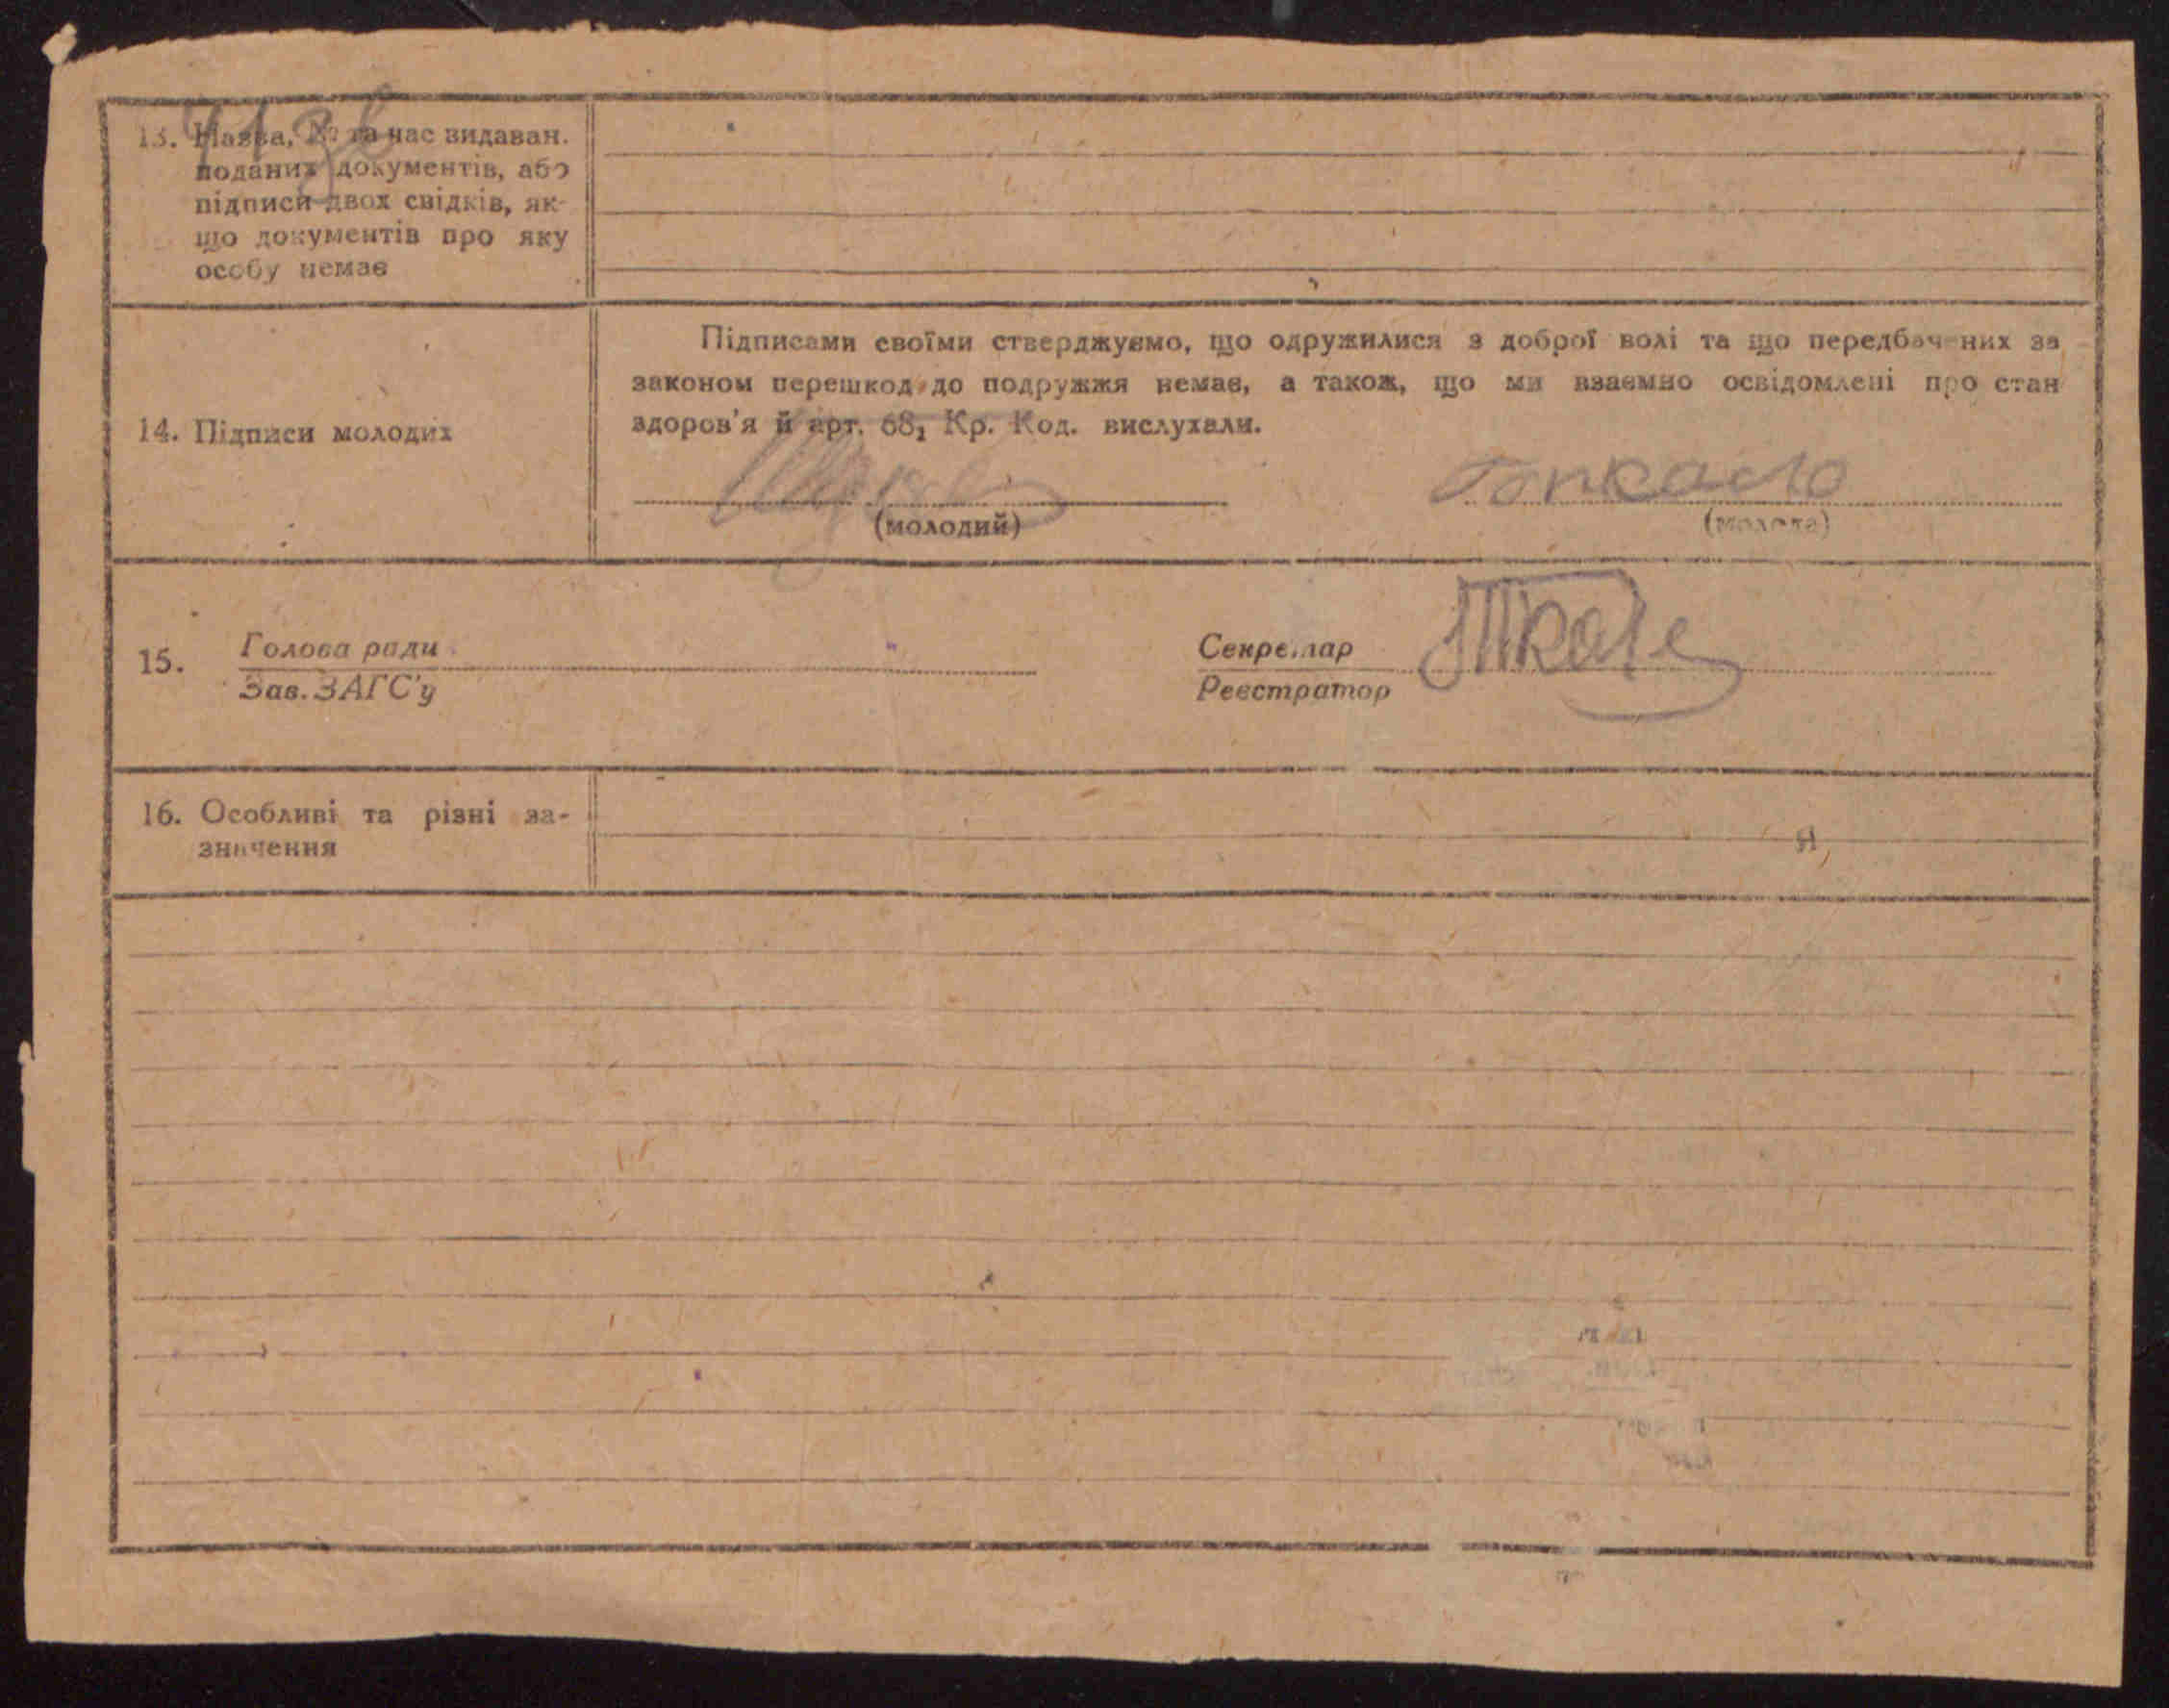 13. Назва, № та час видаван.
поданих документів, або
підписи двох свідків, як-
що документів про яку
особу немає
14. Підписи молодих
Підписами своїми стверджуємо, що одружилися з доброї волі та що передбачених за
законом перешкод до подружжя немає, а також, що ми взаємно освідомлені про стан
здоров'я й арт. 68, Кр. Код. вислухали.
(молодий)
(молода)
15. Голова ради
Зав. ЗАГС'у
Секретар
Реєстратор
16. Особливі та різні за-
значення